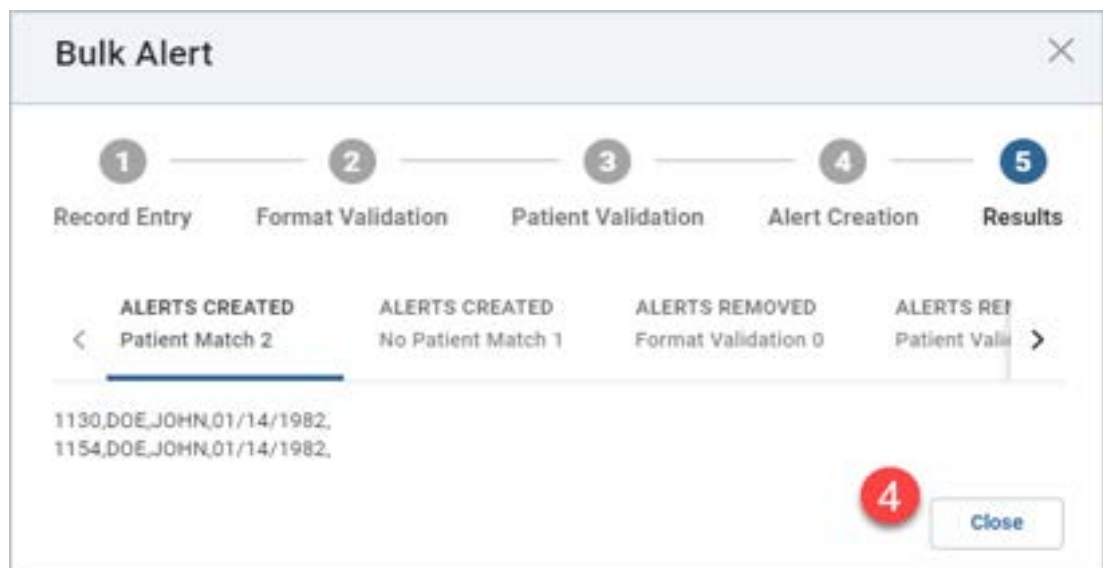 Bulk Alert
1 2 3 4 5
Record Entry Format Validation Patient Validation Alert Creation Results
ALERTS CREATED ALERTS CREATED ALERTS REMOVED ALERTS
Patient Match 2 No Patient Match 1 Format Validation 0 Patient
1130,DOE,JOHN,01/14/1982,
1154,DOE,JOHN,01/14/1982,
4
Close